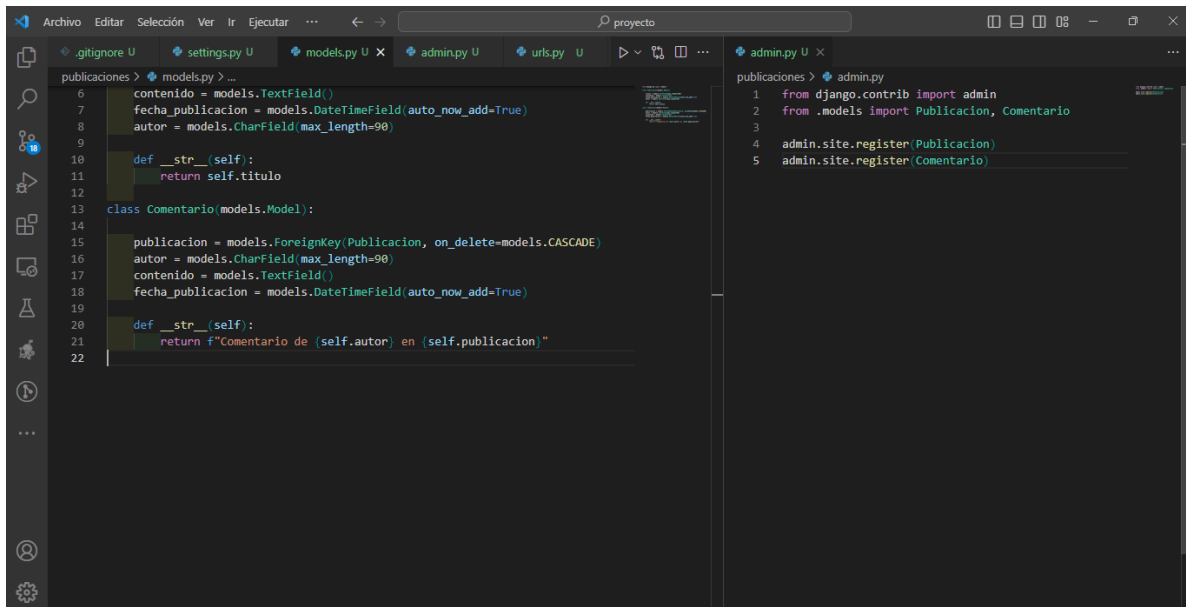 Archivo Editar Selección Ver Ir Ejecutar ··· ← → proyecto
.gitignore U settings.py U models.py U admin.py U urls.py U ···
publicaciones > models.py > ...
6 contenido = models.TextField()
7 fecha_publicacion = models.DateTimeField(auto_now_add=True)
8 autor = models.CharField(max_length=90)
9
10 def __str__(self):
11 return self.titulo
12
13 class Comentario(models.Model):
14
15 publicacion = models.ForeignKey(Publicacion, on_delete=models.CASCADE)
16 autor = models.CharField(max_length=90)
17 contenido = models.TextField()
18 fecha_publicacion = models.DateTimeField(auto_now_add=True)
19
20 def __str__(self):
21 return f"Comentario de {self.autor} en {self.publicacion}"
22
admin.py U ···
publicaciones > admin.py
1 from django.contrib import admin
2 from .models import Publicacion, Comentario
3
4 admin.site.register(Publicacion)
5 admin.site.register(Comentario)
18